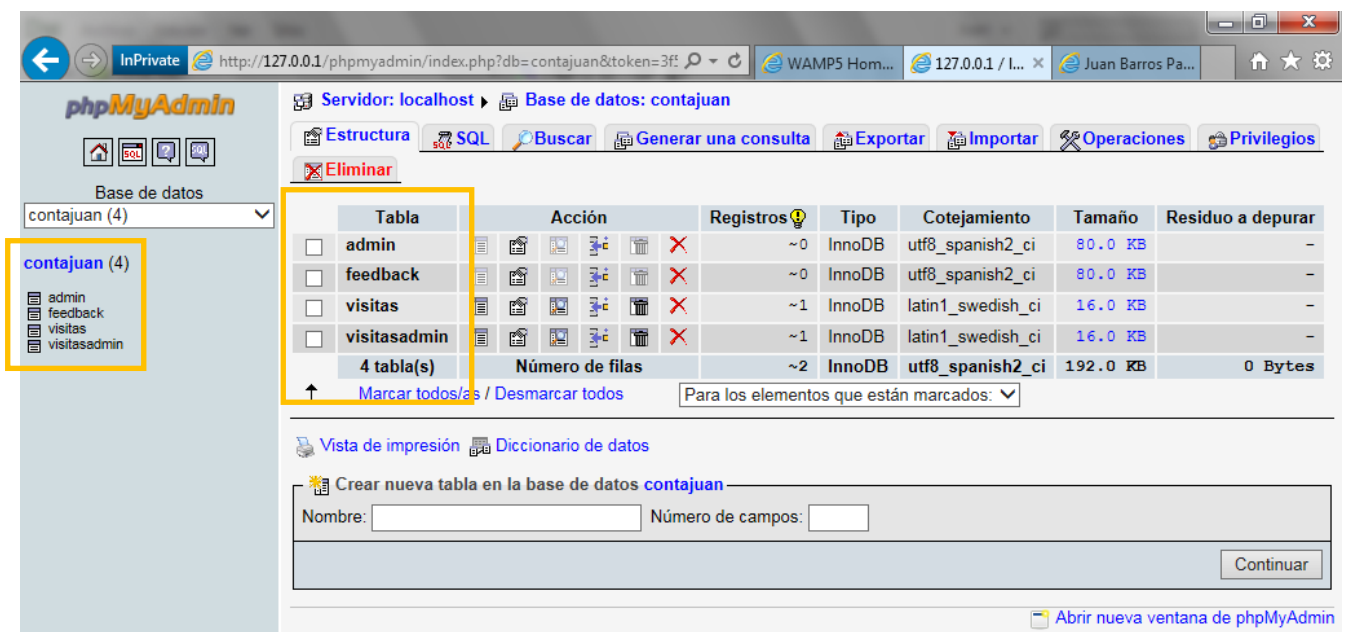 InPrivate http://127.0.0.1/phpmyadmin/index.php?db=contajuan&token=3f5 WAMP5 Hom... 127.0.0.1 / l... Juan Barros Pa...
phpMyAdmin
Base de datos
contajuan (4)
contajuan (4)
admin
feedback
visitas
visitasadmin
Servidor: localhost Base de datos: contajuan
Estructura SQL Buscar Generar una consulta Exportar Importar Operaciones Privilegios
Eliminar
Tabla Acción Registros Tipo Cotejamiento Tamaño Residuo a depurar
admin ~0 InnoDB utf8_spanish2_ci 80.0 KB –
feedback ~0 InnoDB utf8_spanish2_ci 80.0 KB –
visitas ~1 InnoDB latin1_swedish_ci 16.0 KB –
visitasadmin ~1 InnoDB latin1_swedish_ci 16.0 KB –
4 tabla(s) Número de filas ~2 InnoDB utf8_spanish2_ci 192.0 KB 0 Bytes
Marcar todos/as / Desmarcar todos Para los elementos que están marcados:
Vista de impresión Diccionario de datos
Crear nueva tabla en la base de datos contajuan
Nombre: Número de campos:
Continuar
Abrir nueva ventana de phpMyAdmin